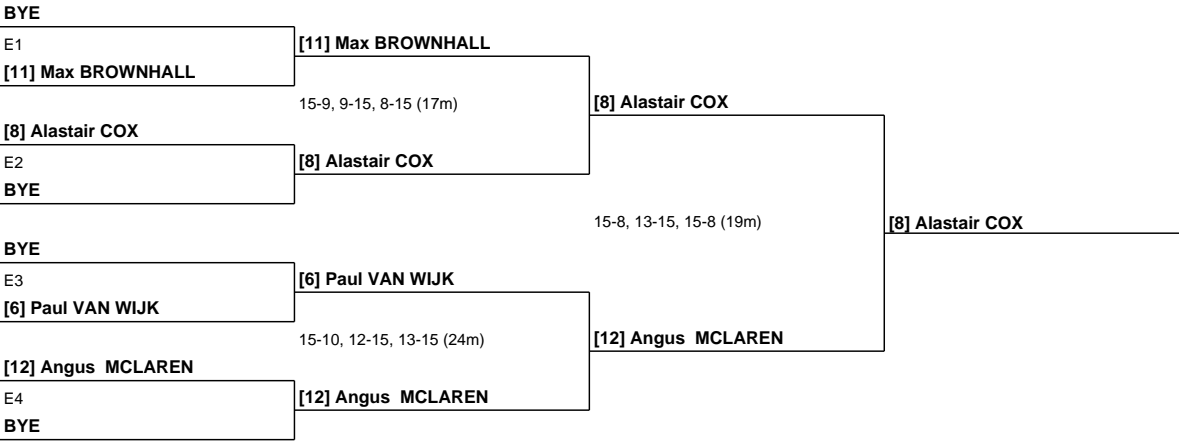 BYE
E1
[11] Max BROWNHALL
[11] Max BROWNHALL
15-9, 9-15, 8-15 (17m)
[8] Alastair COX
[8] Alastair COX
E2
[8] Alastair COX
BYE
15-8, 13-15, 15-8 (19m)
[8] Alastair COX
BYE
E3
[6] Paul VAN WIJK
[6] Paul VAN WIJK
15-10, 12-15, 13-15 (24m)
[12] Angus  MCLAREN
[12] Angus  MCLAREN
E4
[12] Angus  MCLAREN
BYE